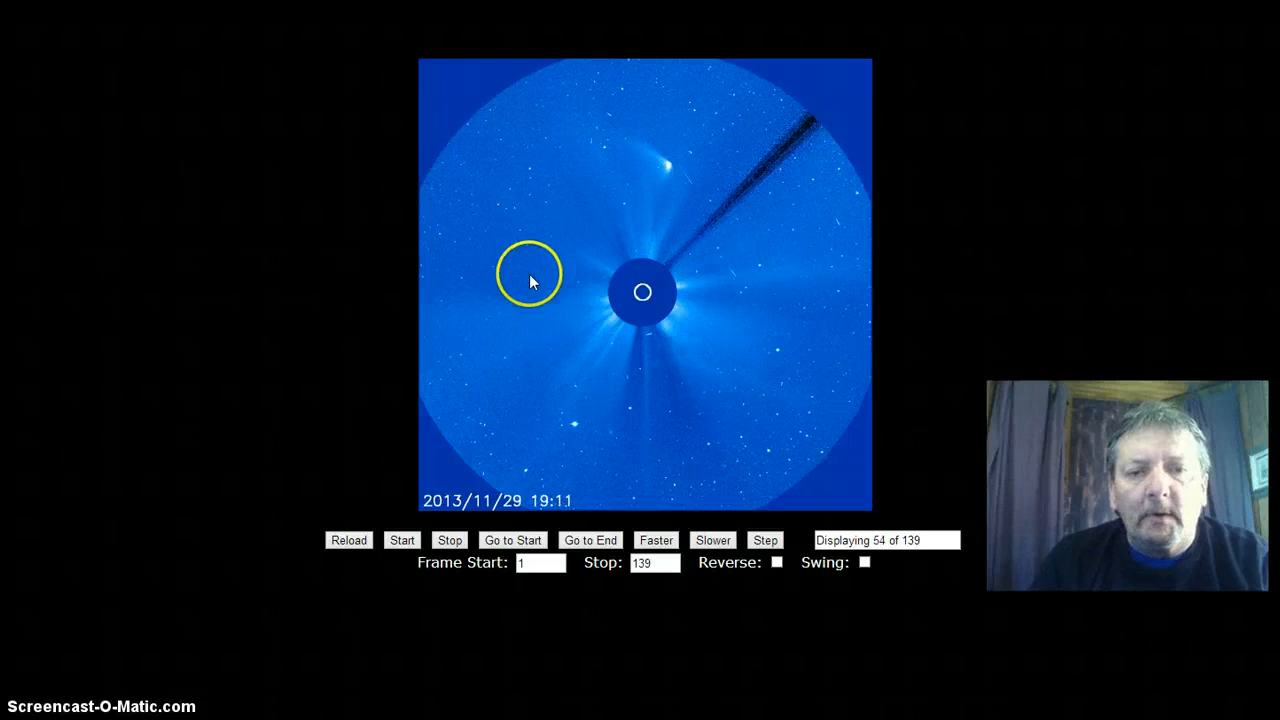 2013/11/29 19:11
Reload Start Stop Go to Start Go to End Faster Slower Step Displaying 54 of 139
Frame Start: 1 Stop: 139 Reverse: Swing:
Screencast-O-Matic.com